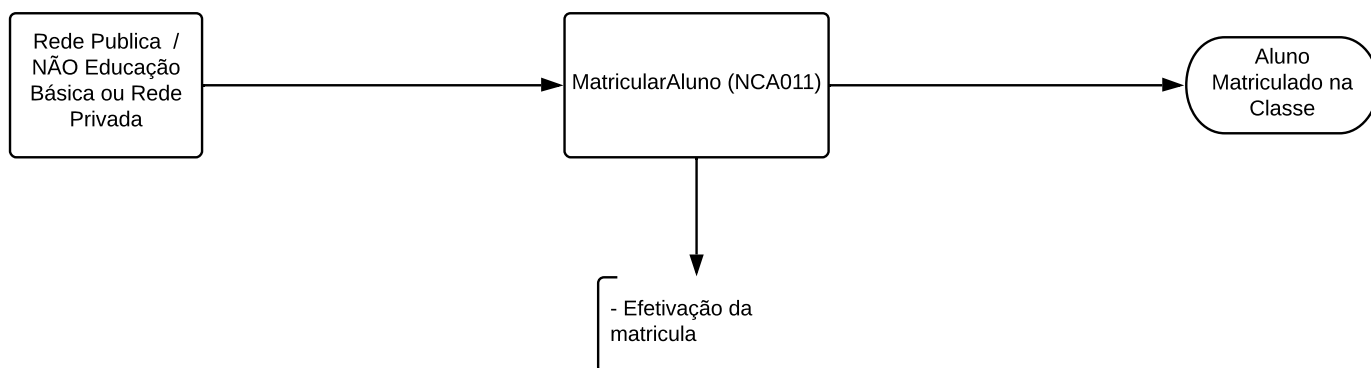 Rede Publica /
NÃO Educação
Básica ou Rede
Privada
MatricularAluno (NCA011)
Aluno
Matriculado na
Classe
- Efetivação da
matricula